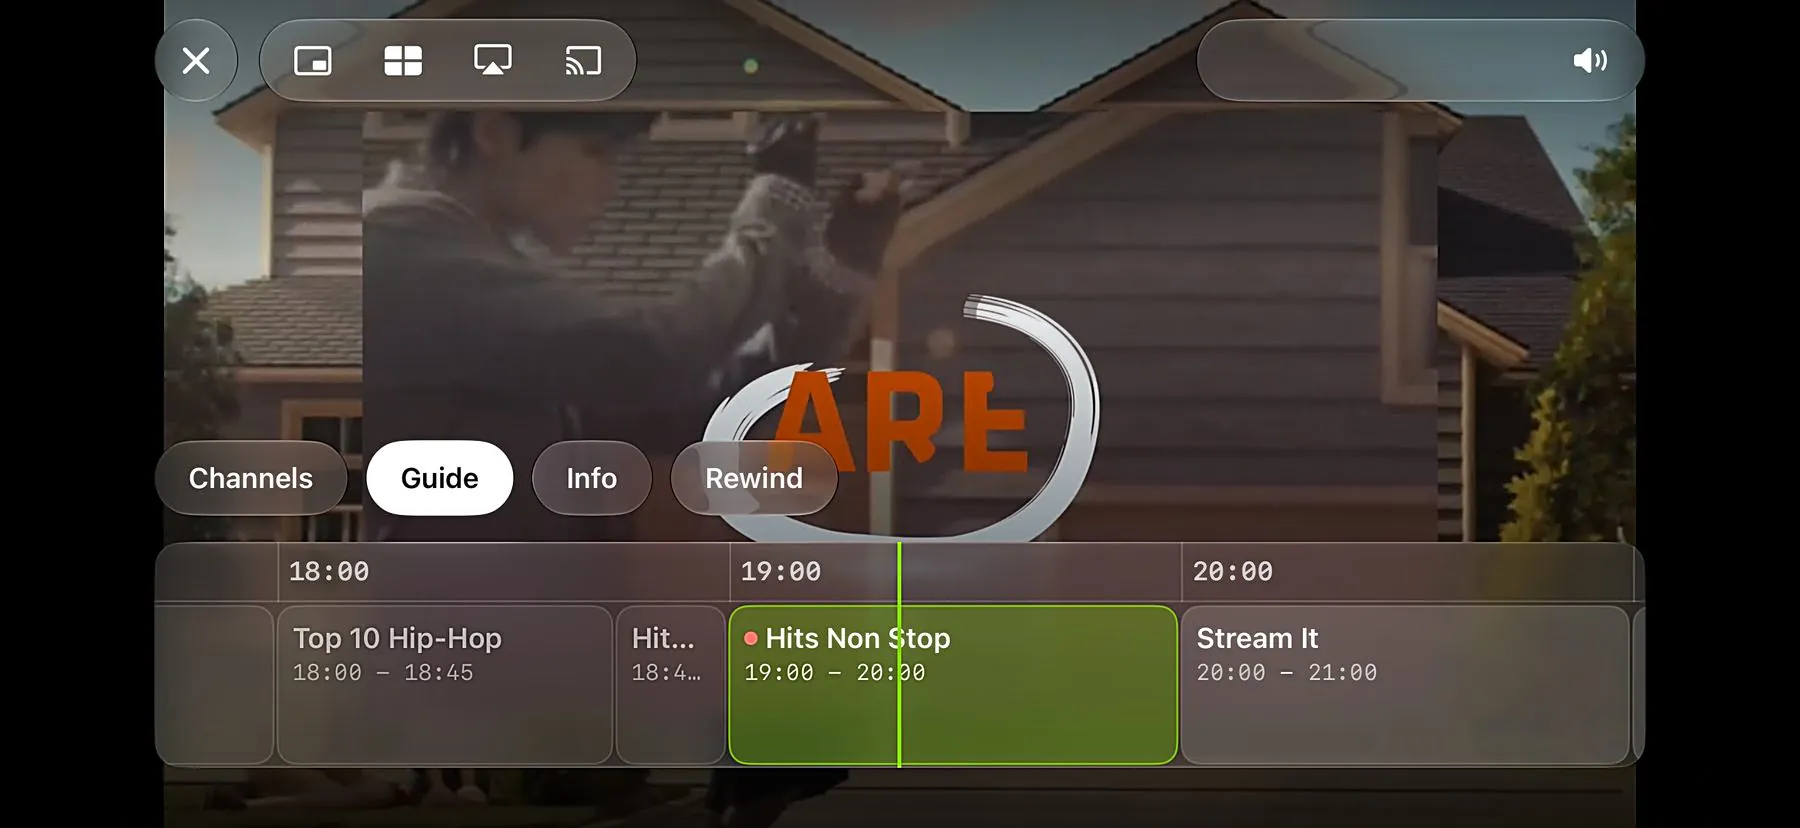 ARE
Channels
Guide
Info
Rewind
18:00
19:00
20:00
Top 10 Hip-Hop
18:00 – 18:45
Hit...
18:4...
Hits Non Stop
19:00 – 20:00
Stream It
20:00 – 21:00